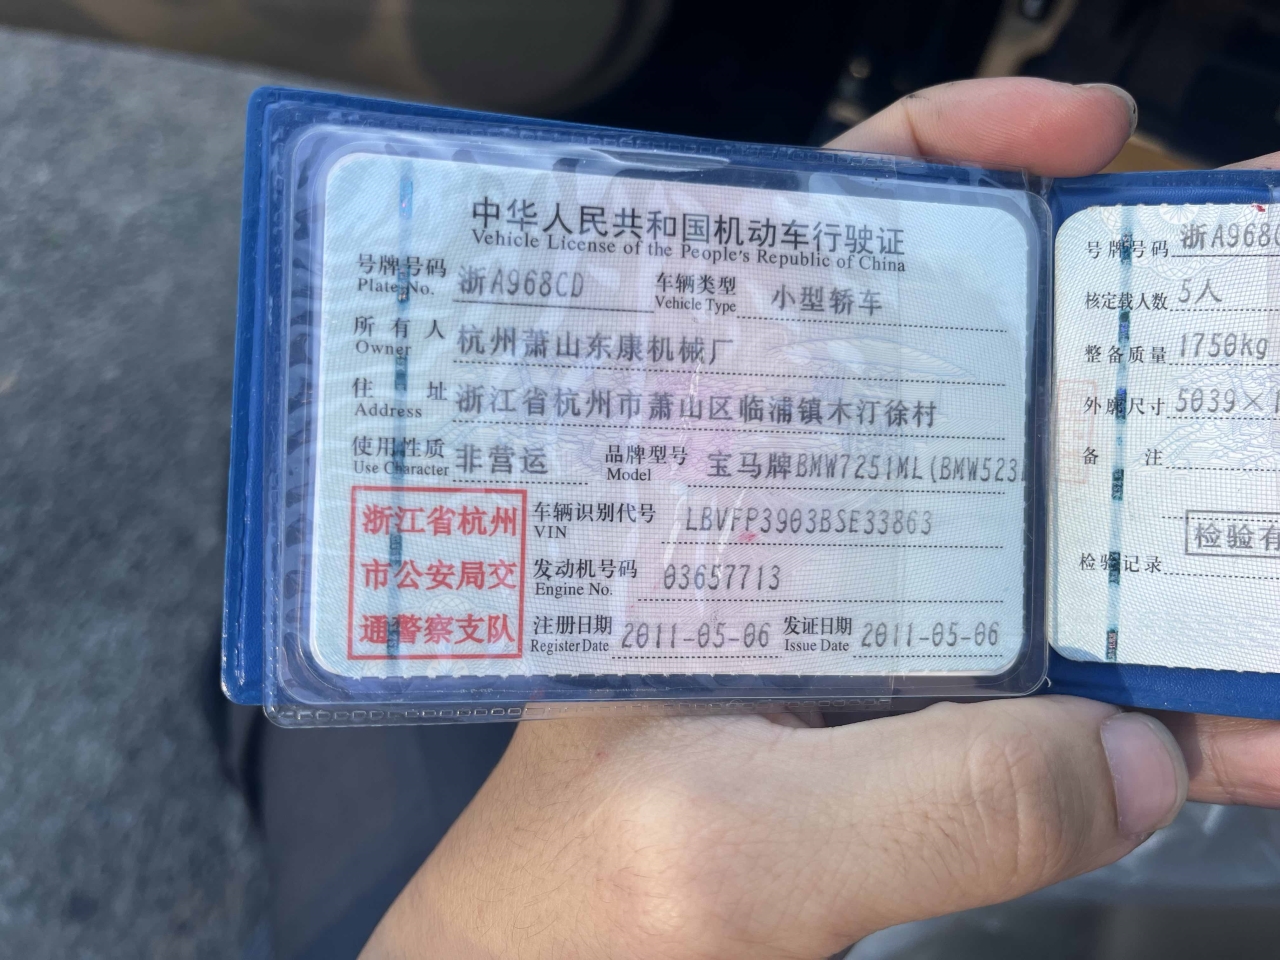 中华人民共和国机动车行驶证
Vehicle License of the People's Republic of China
号牌号码 浙A968CD 车辆类型 小型轿车
Plate No. Vehicle Type
所有人 杭州萧山东康机械厂
Owner
住址 浙江省杭州市萧山区临浦镇木汀徐村
Address
使用性质 非营运 品牌型号 宝马牌BMW7251ML(BMW523
Use Character Model
浙江省杭州
市公安局交
通警察支队
车辆识别代号 LBVFP3903BSE33863
VIN
发动机号码 03657713
Engine No.
注册日期 2011-05-06 发证日期 2011-05-06
Register Date Issue Date
号牌号码 浙A968
核定载人数 5人
整备质量 1750kg
外廓尺寸 5039×
备注
检验有
检验记录